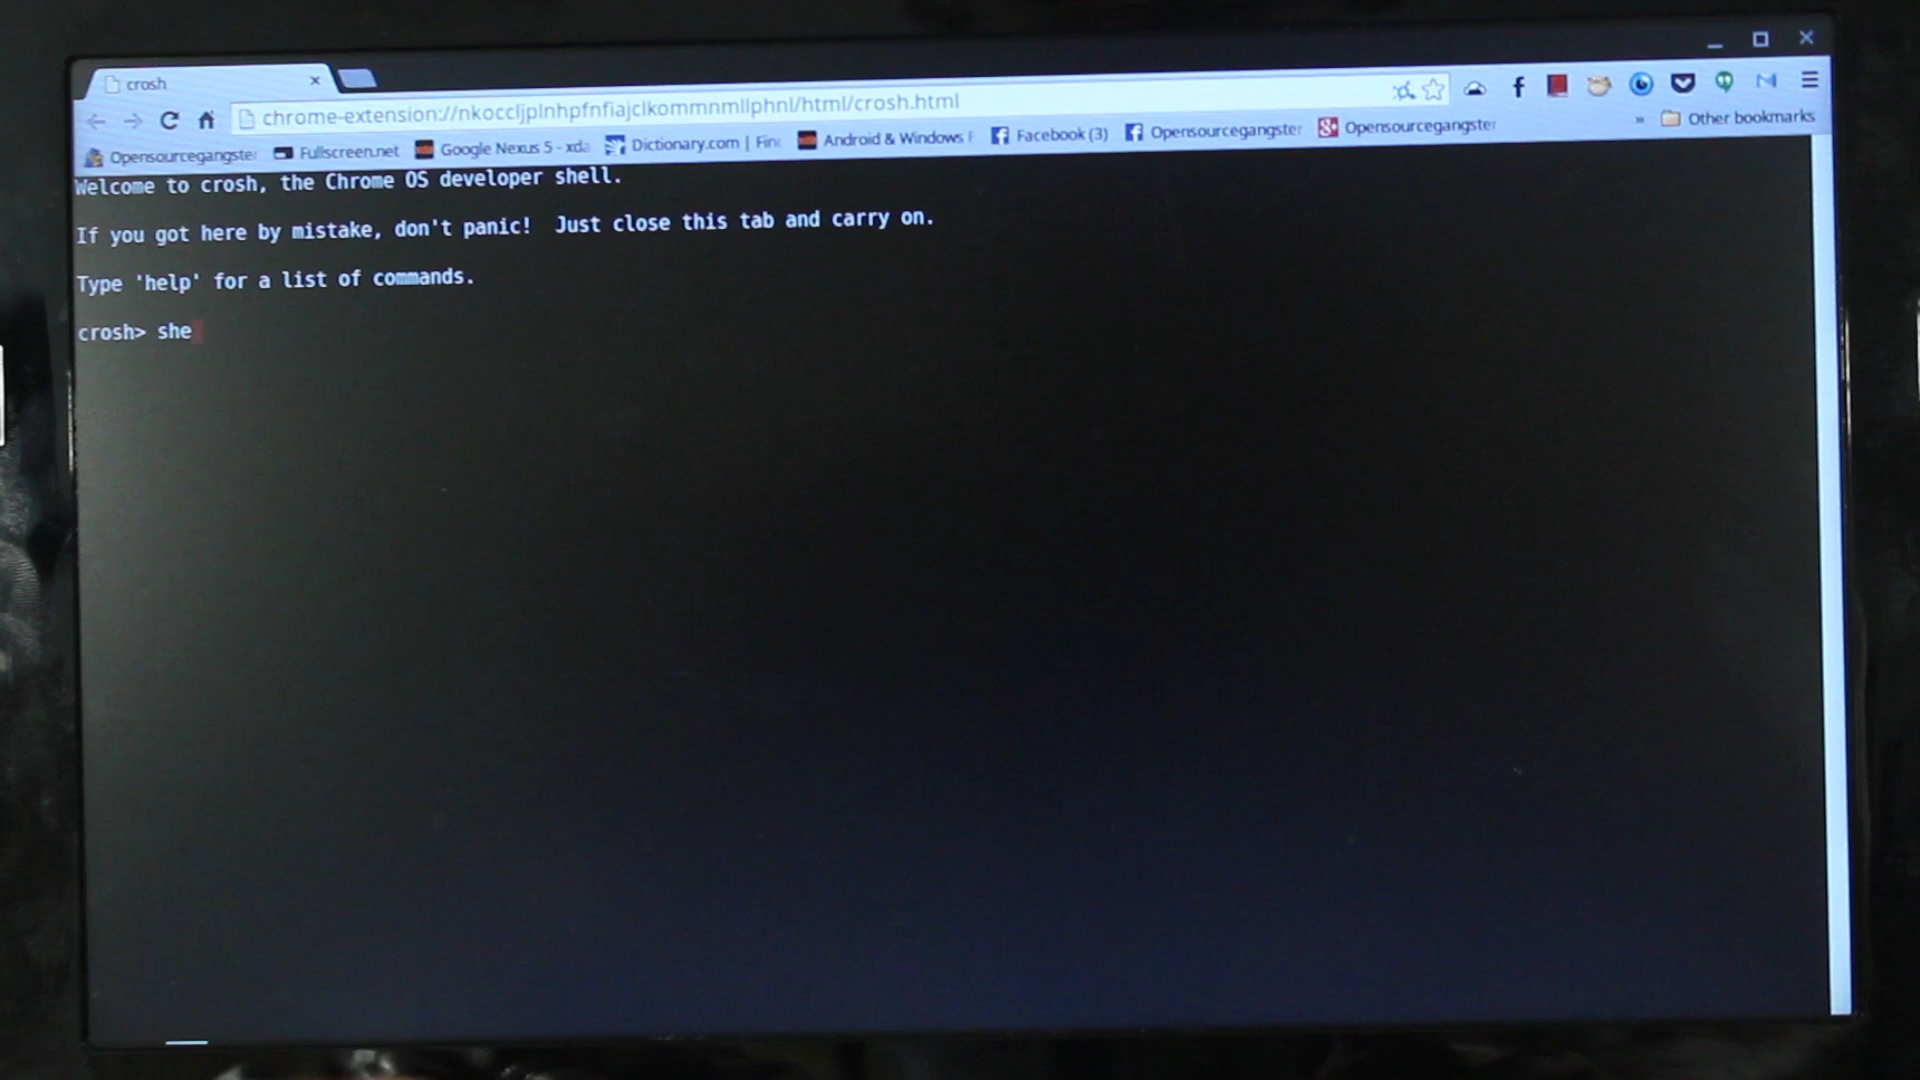 crosh
chrome-extension://nkoccljplnhpfnfiajclkommnmllphnl/html/crosh.html
Opensourcegangster Fullscreen.net Google Nexus 5 - xda Dictionary.com | Find Android & Windows F Facebook (3) Opensourcegangster Opensourcegangster » Other bookmarks
Welcome to crosh, the Chrome OS developer shell.
If you got here by mistake, don't panic!  Just close this tab and carry on.
Type 'help' for a list of commands.
crosh> she